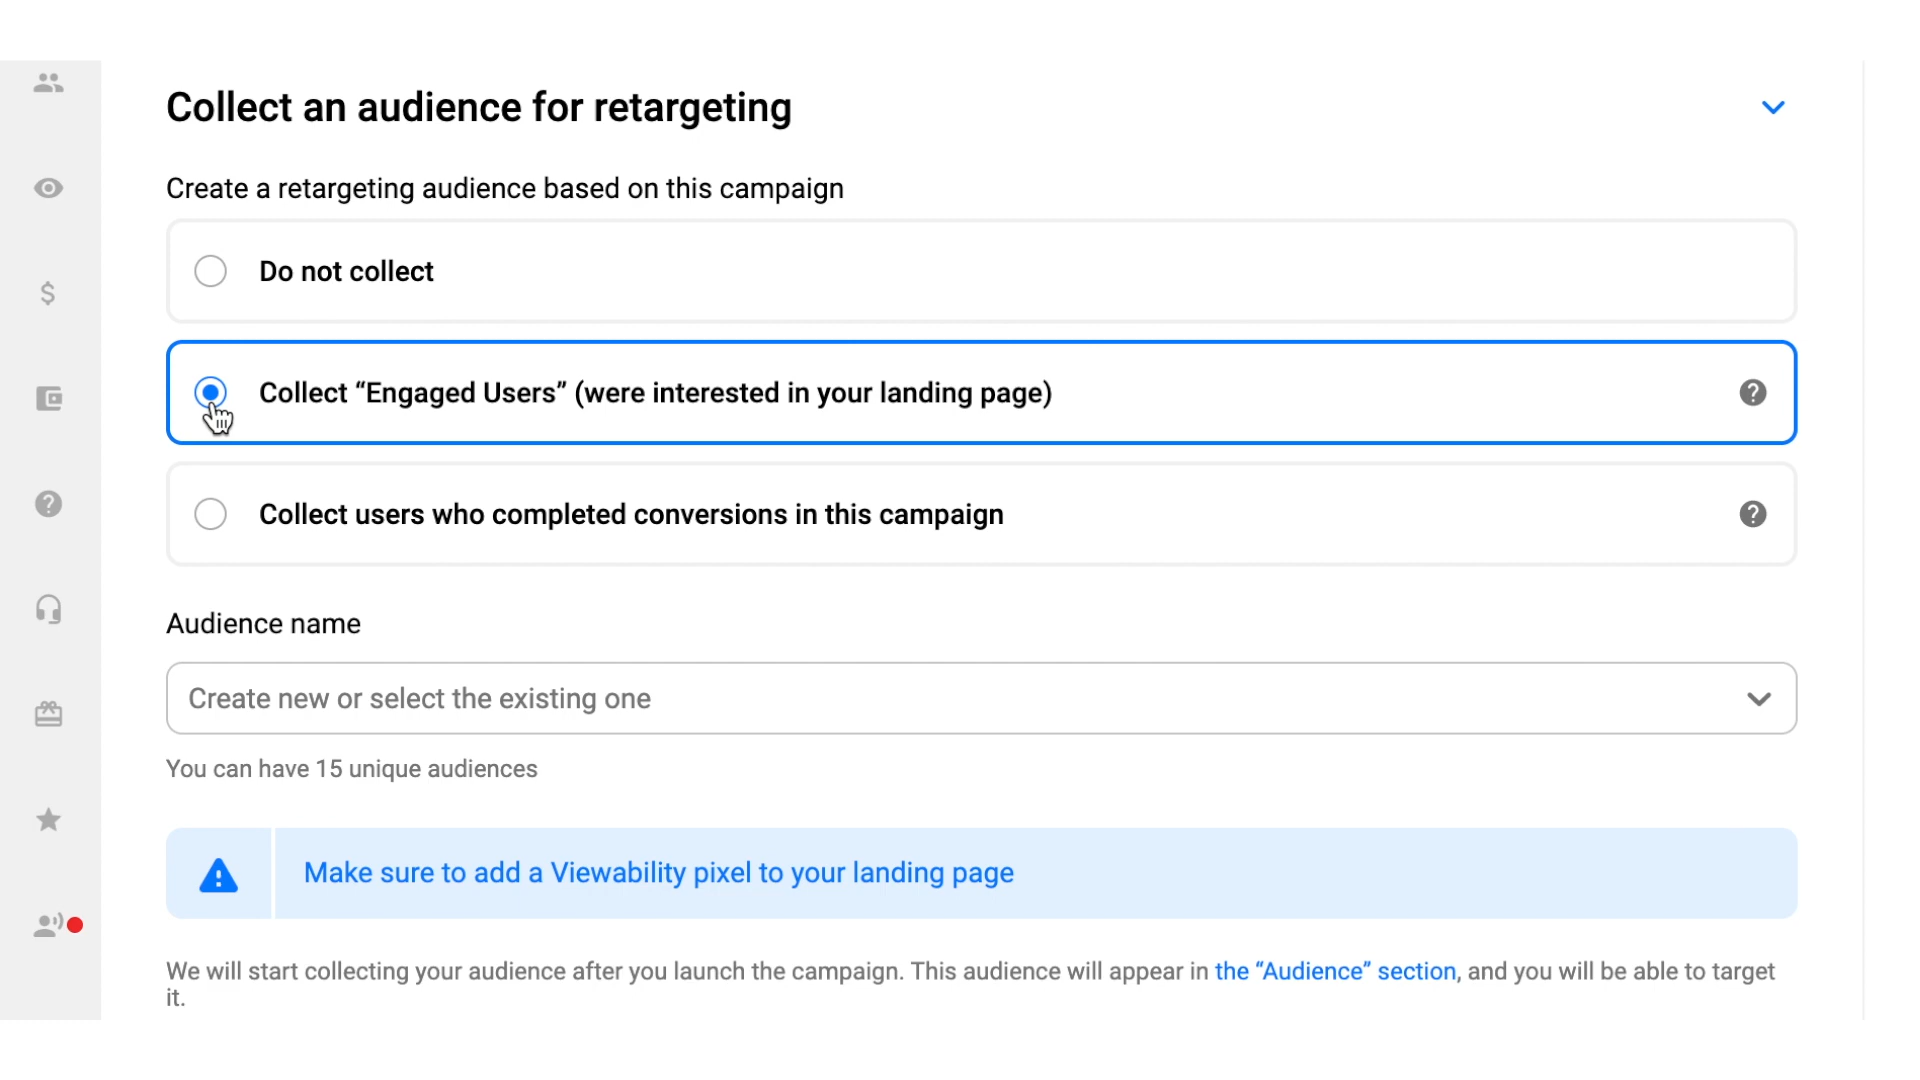 Collect an audience for retargeting
Create a retargeting audience based on this campaign
Do not collect
Collect “Engaged Users” (were interested in your landing page)
Collect users who completed conversions in this campaign
Audience name
Create new or select the existing one
You can have 15 unique audiences
Make sure to add a Viewability pixel to your landing page
We will start collecting your audience after you launch the campaign. This audience will appear in the “Audience” section, and you will be able to target
it.